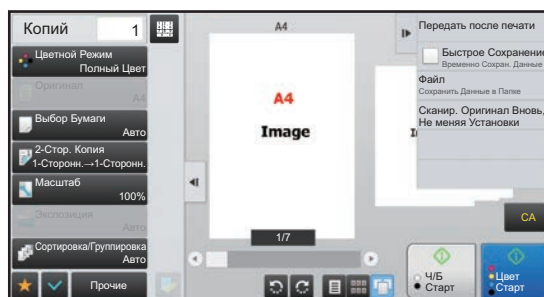 Копий 1
Цветной Режим
Полный Цвет
Оригинал
A4
Выбор Бумаги
Авто
2-Стор. Копия
1-Сторонн.→1-Сторонн.
Масштаб
100%
Экспозиция
Авто
Сортировка/Группировка
Авто
Прочие
A4
A4
Image
1/7
Передать после печати
Быстрое Сохранение
Временно Сохран. Данные
Файл
Сохранить Данные в Папке
Сканир. Оригинал Вновь,
Не меняя Установки
CA
Ч/Б
Старт
Цвет
Старт